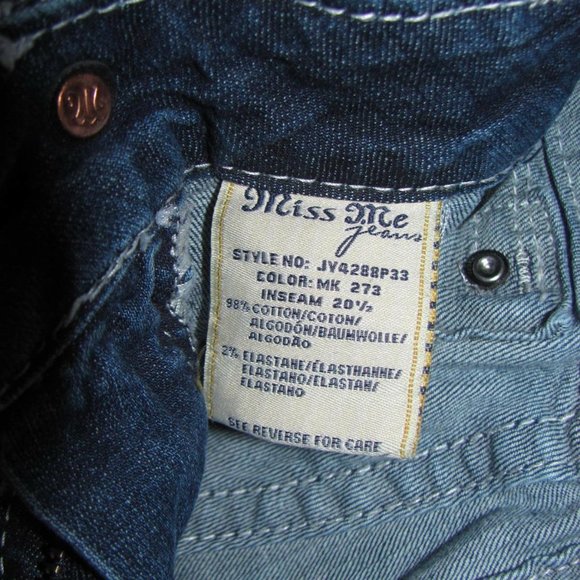 Miss Me
jeans
STYLE NO: JY4288P33
COLOR: MK 273
INSEAM 20½
98% COTTON/COTON/
ALGODÓN/BAUMWOLLE/
ALGODÃO
2% ELASTANE/ÉLASTHANNE/
ELASTANO/ELASTAN/
ELASTANO
SEE REVERSE FOR CARE